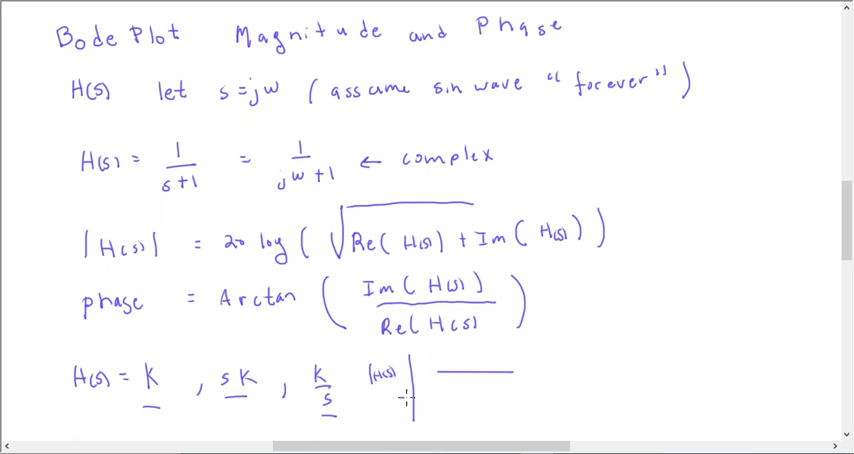 Bode Plot Magnitude and Phase
H(s) let s=jw (assume sin wave "forever")
H(s) = 1/(s+1) = 1/(jw+1) ← complex
|H(s)| = 20 log(√(Re(H(s)) + Im(H(s))))
phase = Arctan(Im(H(s))/Re(H(s)))
H(s) = k, sk, k/s |H(s)|